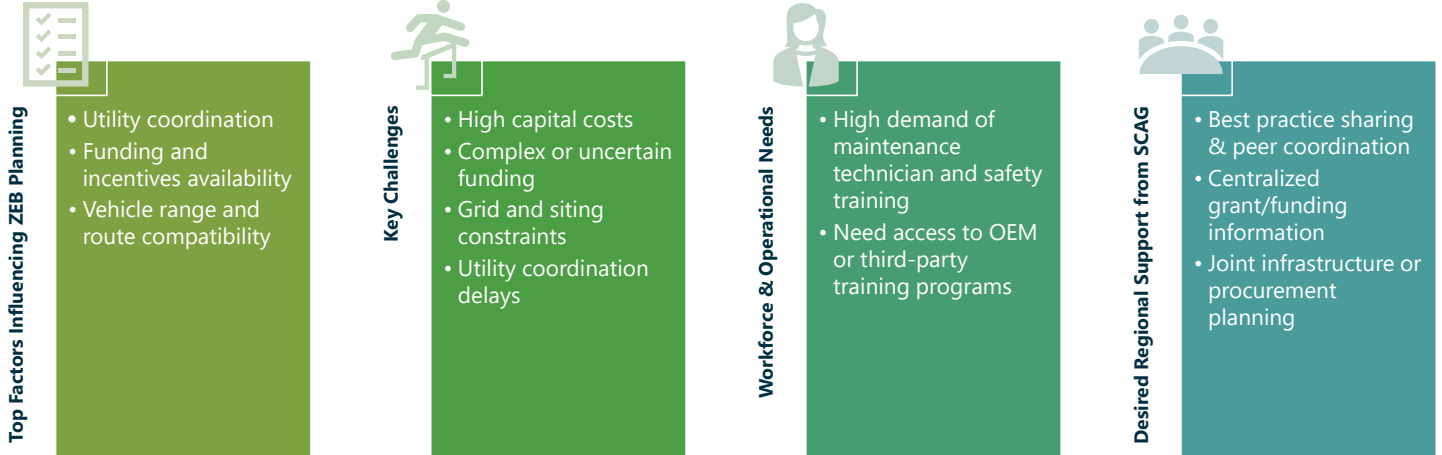 Top Factors Influencing ZEB Planning
• Utility coordination
• Funding and
incentives availability
• Vehicle range and
route compatibility
Key Challenges
• High capital costs
• Complex or uncertain
funding
• Grid and siting
constraints
• Utility coordination
delays
Workforce & Operational Needs
• High demand of
maintenance
technician and safety
training
• Need access to OEM
or third-party
training programs
Desired Regional Support from SCAG
• Best practice sharing
& peer coordination
• Centralized
grant/funding
information
• Joint infrastructure or
procurement
planning